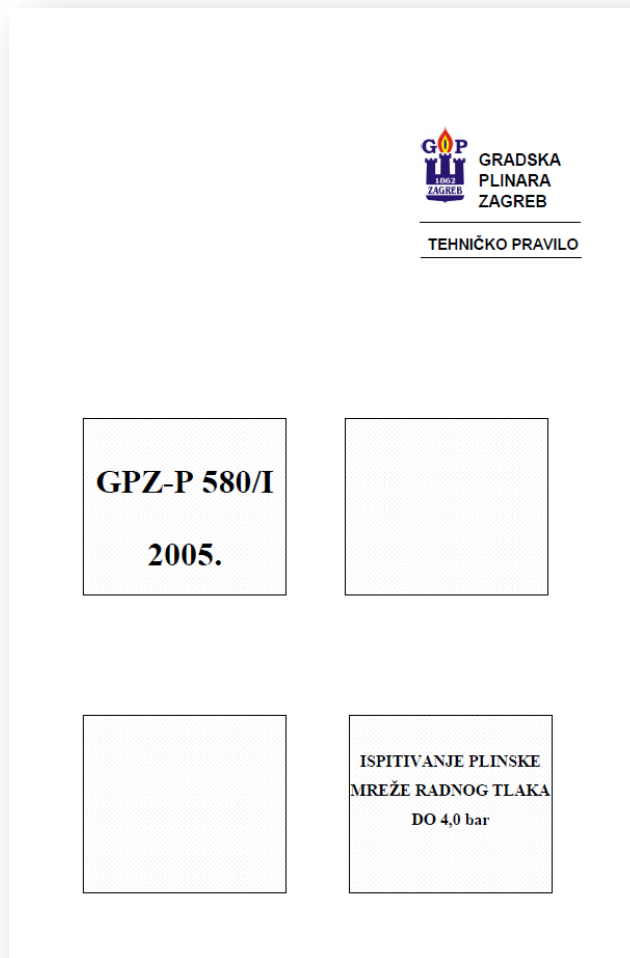 GOP
1862
ZAGREB
GRADSKA
PLINARA
ZAGREB
TEHNIČKO PRAVILO
GPZ-P 580/I
2005.
ISPITIVANJE PLINSKE
MREŽE RADNOG TLAKA
DO 4,0 bar